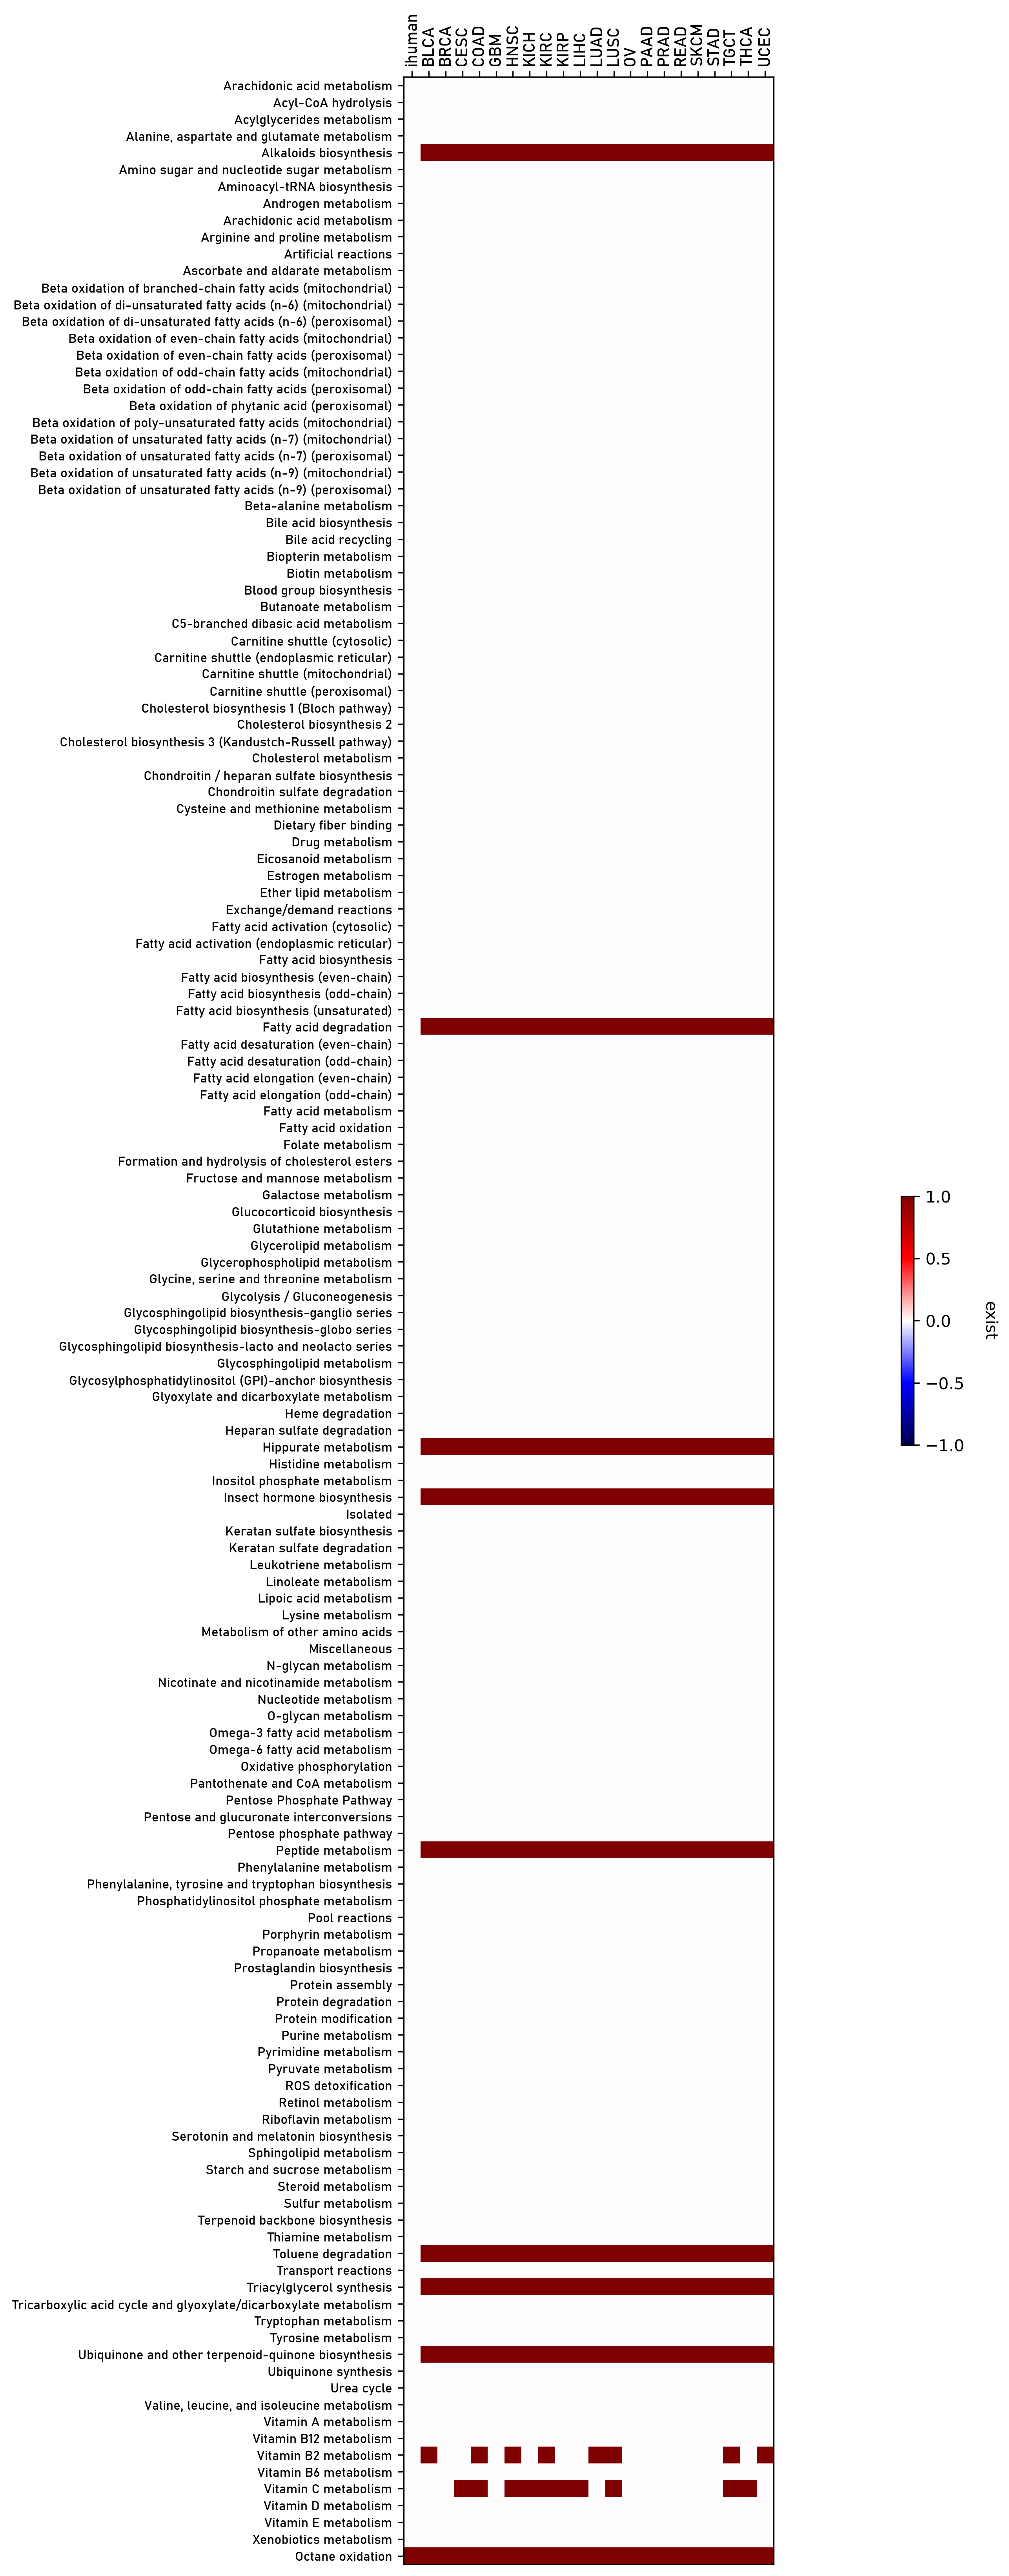 ihuman
BLCA
BRCA
CESC
COAD
GBM
HNSC
KICH
KIRC
KIRP
LIHC
LUAD
LUSC
OV
PAAD
PRAD
READ
SKCM
STAD
TGCT
THCA
UCEC
Arachidonic acid metabolism
Acyl-CoA hydrolysis
Acylglycerides metabolism
Alanine, aspartate and glutamate metabolism
Alkaloids biosynthesis
Amino sugar and nucleotide sugar metabolism
Aminoacyl-tRNA biosynthesis
Androgen metabolism
Arachidonic acid metabolism
Arginine and proline metabolism
Artificial reactions
Ascorbate and aldarate metabolism
Beta oxidation of branched-chain fatty acids (mitochondrial)
Beta oxidation of di-unsaturated fatty acids (n-6) (mitochondrial)
Beta oxidation of di-unsaturated fatty acids (n-6) (peroxisomal)
Beta oxidation of even-chain fatty acids (mitochondrial)
Beta oxidation of even-chain fatty acids (peroxisomal)
Beta oxidation of odd-chain fatty acids (mitochondrial)
Beta oxidation of odd-chain fatty acids (peroxisomal)
Beta oxidation of phytanic acid (peroxisomal)
Beta oxidation of poly-unsaturated fatty acids (mitochondrial)
Beta oxidation of unsaturated fatty acids (n-7) (mitochondrial)
Beta oxidation of unsaturated fatty acids (n-7) (peroxisomal)
Beta oxidation of unsaturated fatty acids (n-9) (mitochondrial)
Beta oxidation of unsaturated fatty acids (n-9) (peroxisomal)
Beta-alanine metabolism
Bile acid biosynthesis
Bile acid recycling
Biopterin metabolism
Biotin metabolism
Blood group biosynthesis
Butanoate metabolism
C5-branched dibasic acid metabolism
Carnitine shuttle (cytosolic)
Carnitine shuttle (endoplasmic reticular)
Carnitine shuttle (mitochondrial)
Carnitine shuttle (peroxisomal)
Cholesterol biosynthesis 1 (Bloch pathway)
Cholesterol biosynthesis 2
Cholesterol biosynthesis 3 (Kandustch-Russell pathway)
Cholesterol metabolism
Chondroitin / heparan sulfate biosynthesis
Chondroitin sulfate degradation
Cysteine and methionine metabolism
Dietary fiber binding
Drug metabolism
Eicosanoid metabolism
Estrogen metabolism
Ether lipid metabolism
Exchange/demand reactions
Fatty acid activation (cytosolic)
Fatty acid activation (endoplasmic reticular)
Fatty acid biosynthesis
Fatty acid biosynthesis (even-chain)
Fatty acid biosynthesis (odd-chain)
Fatty acid biosynthesis (unsaturated)
Fatty acid degradation
Fatty acid desaturation (even-chain)
Fatty acid desaturation (odd-chain)
Fatty acid elongation (even-chain)
Fatty acid elongation (odd-chain)
Fatty acid metabolism
Fatty acid oxidation
Folate metabolism
Formation and hydrolysis of cholesterol esters
Fructose and mannose metabolism
Galactose metabolism
Glucocorticoid biosynthesis
Glutathione metabolism
Glycerolipid metabolism
Glycerophospholipid metabolism
Glycine, serine and threonine metabolism
Glycolysis / Gluconeogenesis
Glycosphingolipid biosynthesis-ganglio series
Glycosphingolipid biosynthesis-globo series
Glycosphingolipid biosynthesis-lacto and neolacto series
Glycosphingolipid metabolism
Glycosylphosphatidylinositol (GPI)-anchor biosynthesis
Glyoxylate and dicarboxylate metabolism
Heme degradation
Heparan sulfate degradation
Hippurate metabolism
Histidine metabolism
Inositol phosphate metabolism
Insect hormone biosynthesis
Isolated
Keratan sulfate biosynthesis
Keratan sulfate degradation
Leukotriene metabolism
Linoleate metabolism
Lipoic acid metabolism
Lysine metabolism
Metabolism of other amino acids
Miscellaneous
N-glycan metabolism
Nicotinate and nicotinamide metabolism
Nucleotide metabolism
O-glycan metabolism
Omega-3 fatty acid metabolism
Omega-6 fatty acid metabolism
Oxidative phosphorylation
Pantothenate and CoA metabolism
Pentose Phosphate Pathway
Pentose and glucuronate interconversions
Pentose phosphate pathway
Peptide metabolism
Phenylalanine metabolism
Phenylalanine, tyrosine and tryptophan biosynthesis
Phosphatidylinositol phosphate metabolism
Pool reactions
Porphyrin metabolism
Propanoate metabolism
Prostaglandin biosynthesis
Protein assembly
Protein degradation
Protein modification
Purine metabolism
Pyrimidine metabolism
Pyruvate metabolism
ROS detoxification
Retinol metabolism
Riboflavin metabolism
Serotonin and melatonin biosynthesis
Sphingolipid metabolism
Starch and sucrose metabolism
Steroid metabolism
Sulfur metabolism
Terpenoid backbone biosynthesis
Thiamine metabolism
Toluene degradation
Transport reactions
Triacylglycerol synthesis
Tricarboxylic acid cycle and glyoxylate/dicarboxylate metabolism
Tryptophan metabolism
Tyrosine metabolism
Ubiquinone and other terpenoid-quinone biosynthesis
Ubiquinone synthesis
Urea cycle
Valine, leucine, and isoleucine metabolism
Vitamin A metabolism
Vitamin B12 metabolism
Vitamin B2 metabolism
Vitamin B6 metabolism
Vitamin C metabolism
Vitamin D metabolism
Vitamin E metabolism
Xenobiotics metabolism
Octane oxidation
1.0
0.5
0.0
−0.5
−1.0
exist